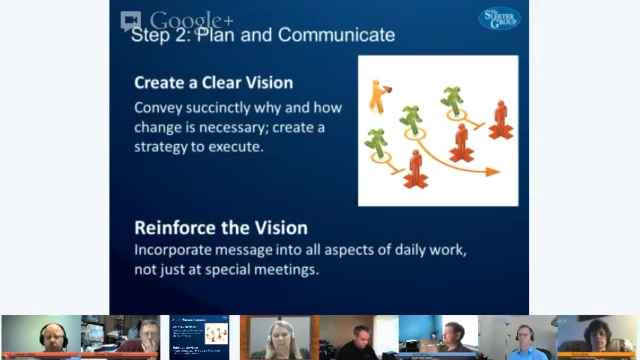 Google+
The
SLEETER
GROUP
Step 2: Plan and Communicate
Create a Clear Vision
Convey succinctly why and how
change is necessary; create a
strategy to execute.
Reinforce the Vision
Incorporate message into all aspects of daily work,
not just at special meetings.